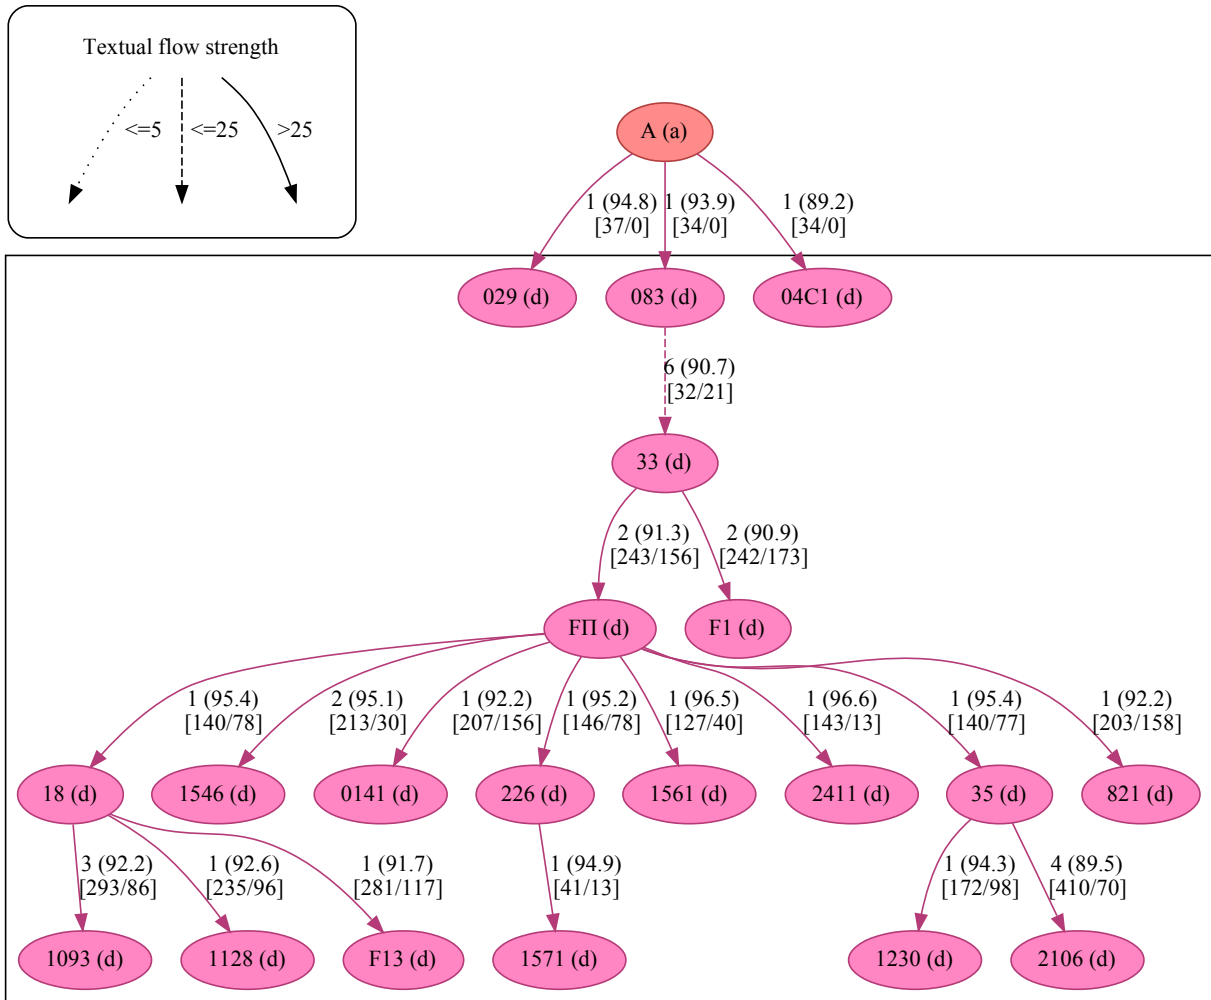 Textual flow strength
<=5
<=25
>25
A (a)
1 (94.8)
[37/0]
1 (93.9)
[34/0]
1 (89.2)
[34/0]
029 (d)
083 (d)
04C1 (d)
6 (90.7)
[32/21]
33 (d)
2 (91.3)
[243/156]
2 (90.9)
[242/173]
FΠ (d)
F1 (d)
1 (95.4)
[140/78]
2 (95.1)
[213/30]
1 (92.2)
[207/156]
1 (95.2)
[146/78]
1 (96.5)
[127/40]
1 (96.6)
[143/13]
1 (95.4)
[140/77]
1 (92.2)
[203/158]
18 (d)
1546 (d)
0141 (d)
226 (d)
1561 (d)
2411 (d)
35 (d)
821 (d)
3 (92.2)
[293/86]
1 (92.6)
[235/96]
1 (91.7)
[281/117]
1 (94.9)
[41/13]
1 (94.3)
[172/98]
4 (89.5)
[410/70]
1093 (d)
1128 (d)
F13 (d)
1571 (d)
1230 (d)
2106 (d)